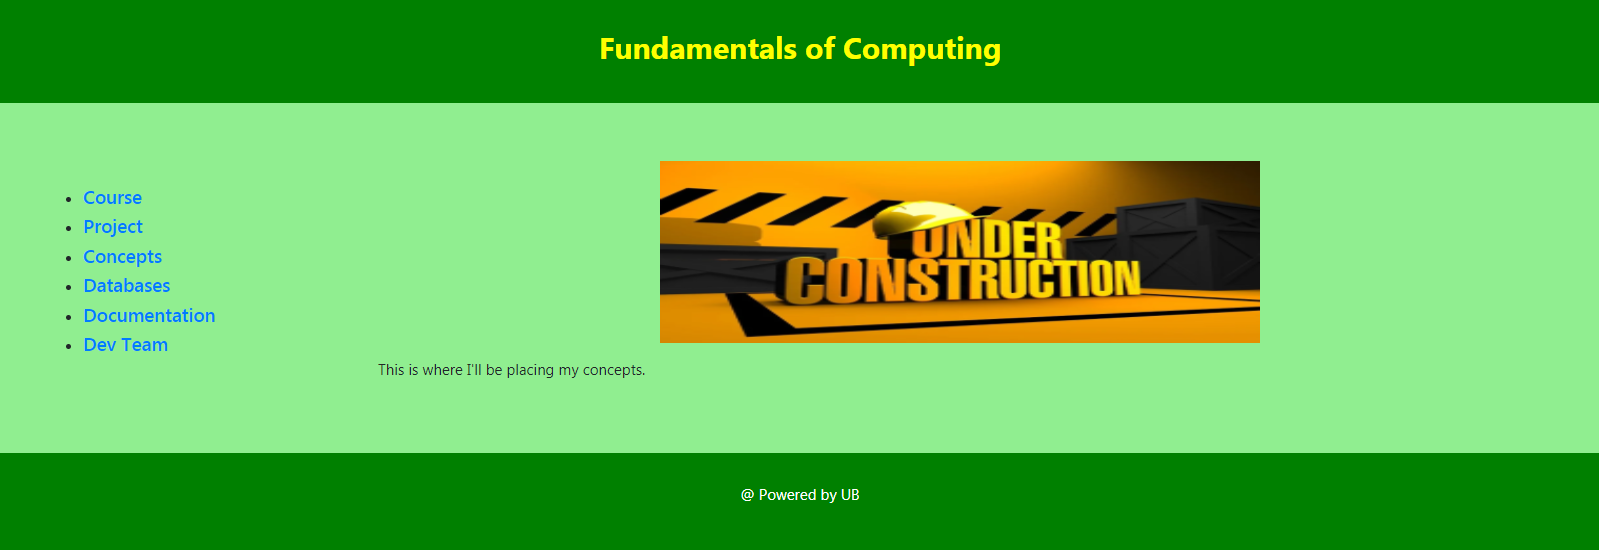 Fundamentals of Computing
Course
Project
Concepts
Databases
Documentation
Dev Team
UNDER
CONSTRUCTION
This is where I'll be placing my concepts.
@ Powered by UB